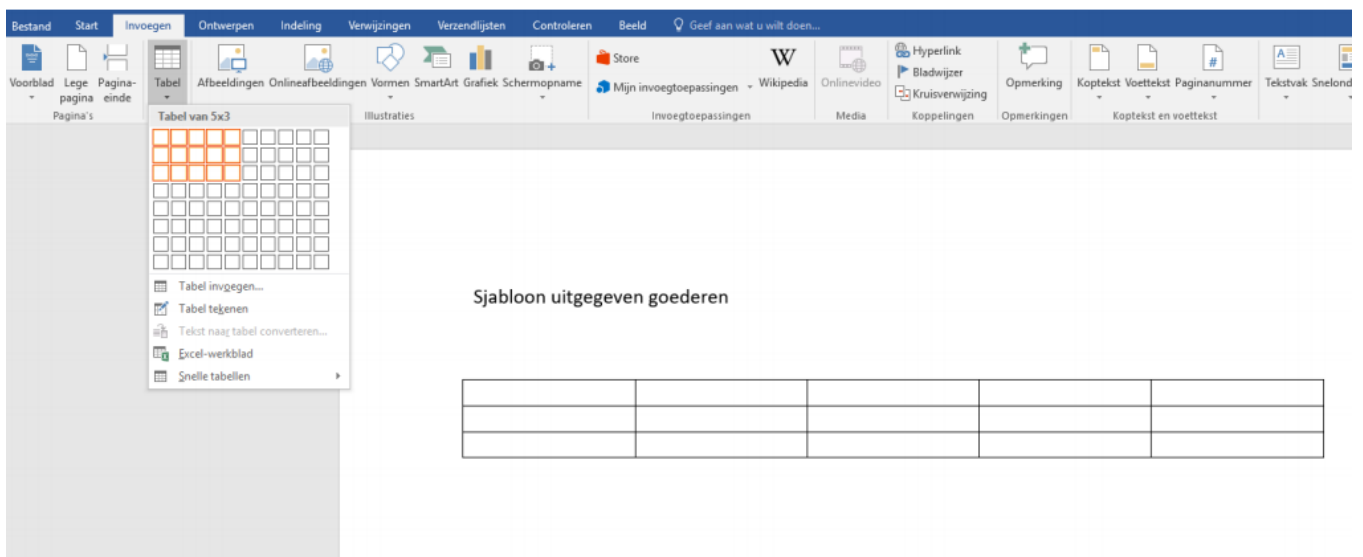 Bestand Start Invoegen Ontwerpen Indeling Verwijzingen Verzendlijsten Controleren Beeld Geef aan wat u wilt doen...
Voorblad
Lege pagina
Pagina-einde
Pagina's
Tabel
Afbeeldingen Onlineafbeeldingen Vormen SmartArt Grafiek Schermopname
Illustraties
Store
Mijn invoegtoepassingen
W
Wikipedia
Invoegtoepassingen
Onlinevideo
Media
Hyperlink
Bladwijzer
Kruisverwijzing
Koppelingen
Opmerking
Opmerkingen
Koptekst Voettekst Paginanummer
#
Koptekst en voettekst
A
Tekstvak Snelond
Tabel van 5x3
Tabel invoegen...
Tabel tekenen
Tekst naar tabel converteren...
Excel-werkblad
Snelle tabellen
Sjabloon uitgegeven goederen